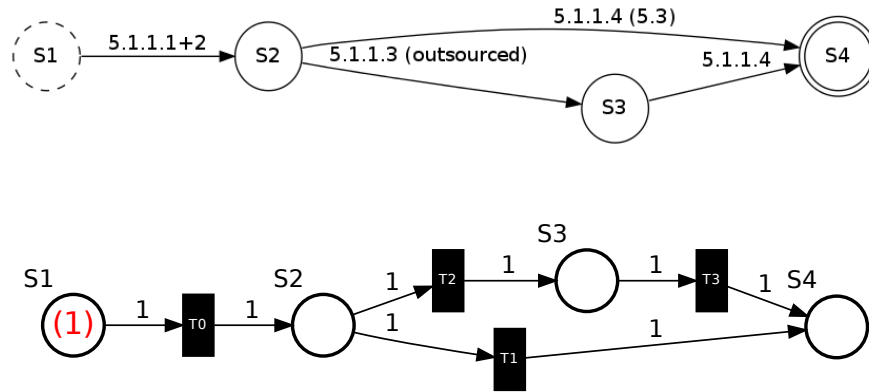 5.1.1.4 (5.3)
S1
5.1.1.1+2
S2
5.1.1.3 (outsourced)
5.1.1.4
S4
S3
S3
S1
S2
1
T2
1
1
T3
1
S4
(1)
1
T0
1
1
T1
1